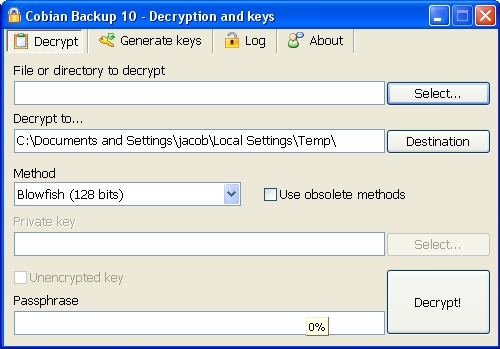 Cobian Backup 10 - Decryption and keys
Decrypt Generate keys Log About
File or directory to decrypt
Select...
Decrypt to...
C:\Documents and Settings\jacob\Local Settings\Temp\ Destination
Method
Blowfish (128 bits) Use obsolete methods
Private key
Select...
Unencrypted key
Decrypt!
Passphrase
0%